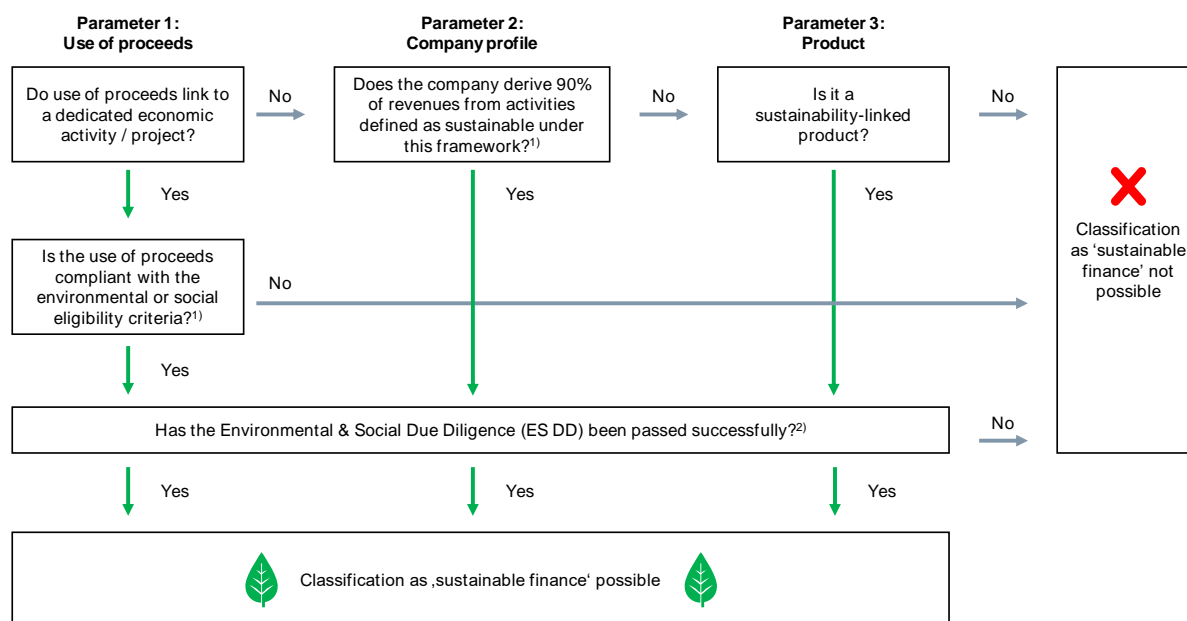 Parameter 1:
Use of proceeds
Parameter 2:
Company profile
Parameter 3:
Product
Do use of proceeds link to
a dedicated economic
activity / project?
No
Does the company derive 90%
of revenues from activities
defined as sustainable under
this framework?1)
No
Is it a
sustainability-linked
product?
No
Yes
Yes
Yes
Classification
as 'sustainable
finance' not
possible
Is the use of proceeds
compliant with the
environmental or social
eligibility criteria?1)
No
Yes
Has the Environmental & Social Due Diligence (ES DD) been passed successfully?2)
No
Yes
Yes
Yes
Classification as ‚sustainable finance‘ possible